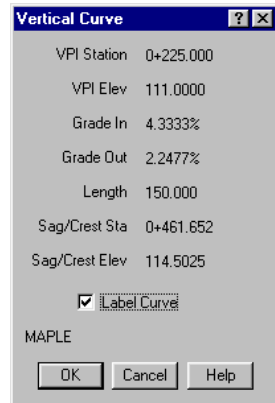 Vertical Curve
VPI Station 0+225.000
VPI Elev 111.0000
Grade In 4.3333%
Grade Out 2.2477%
Length 150.000
Sag/Crest Sta 0+461.652
Sag/Crest Elev 114.5025
Label Curve
MAPLE
OK Cancel Help